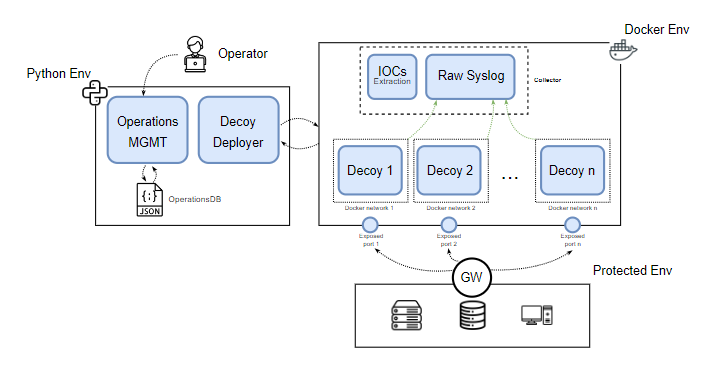 Docker Env
Operator
Python Env
IOCs
Extraction
Raw Syslog
Collector
Operations
MGMT
Decoy
Deployer
Decoy 1
Decoy 2
...
Decoy n
{;}
JSON
OperationsDB
Docker network 1
Docker network 2
Docker network n
Exposed
port 1
Exposed
port 2
Exposed
port n
GW
Protected Env